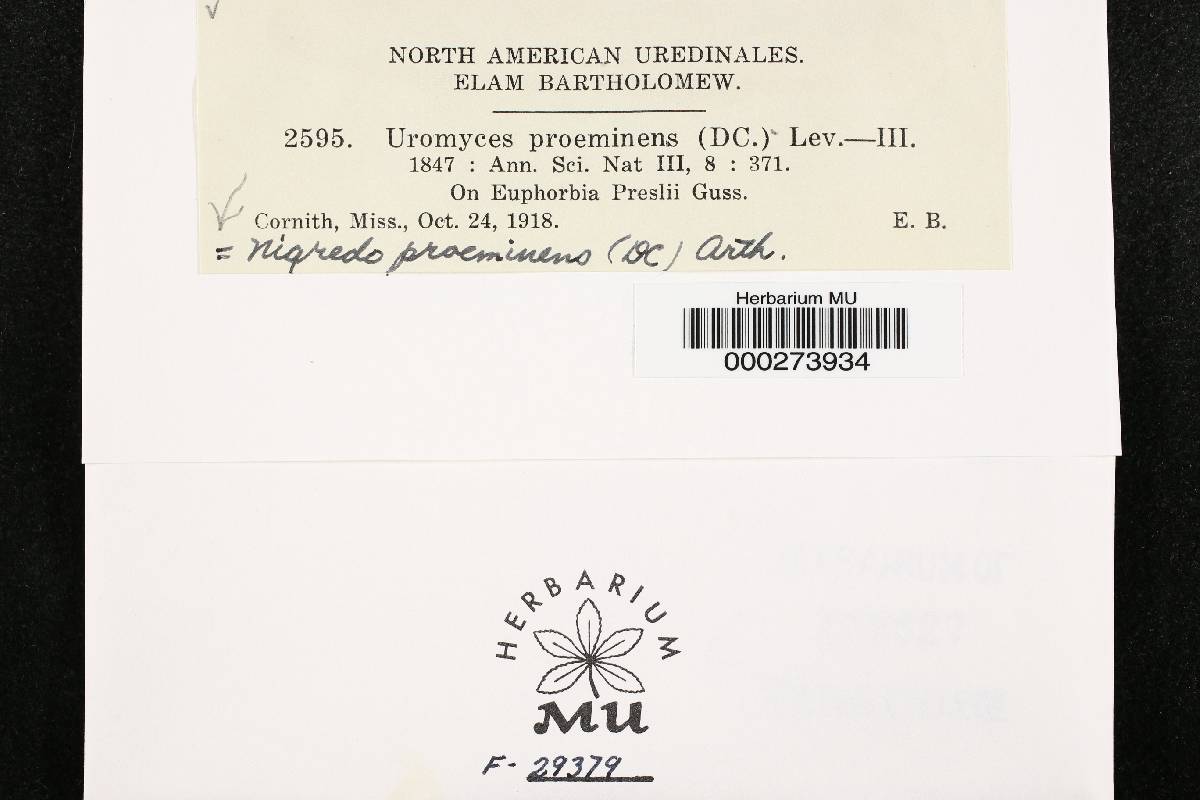 NORTH AMERICAN UREDINALES.
ELAM BARTHOLOMEW.
2595. Uromyces proeminens (DC.) Lev.—III.
1847 : Ann. Sci. Nat III, 8 : 371.
On Euphorbia Preslii Guss.
Cornith, Miss., Oct. 24, 1918. E. B.
= Nigredo proeminens (DC) Arth.
Herbarium MU
000273934
HERBARIUM
MU
F- 29379